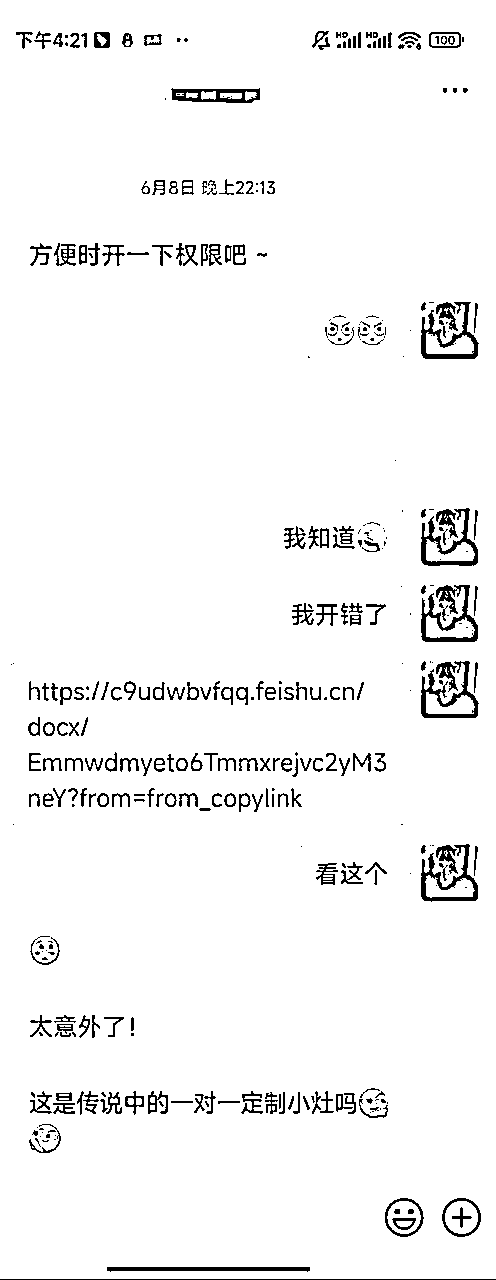 下午4:21
100
6月8日 晚上22:13
方便时开一下权限吧 ~
我知道
我开错了
https://c9udwbvfqq.feishu.cn/
docx/
Emmwdmyeto6Tmmxrejvc2yM3
neY?from=from_copylink
看这个
太意外了!
这是传说中的一对一定制小灶吗